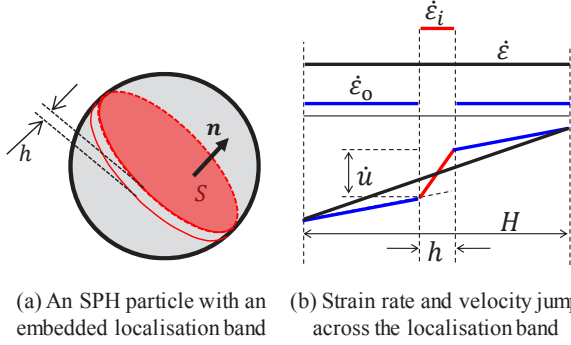 ε̇ᵢ
ε̇
ε̇ₒ
n
h
S
u̇
H
h
(a) An SPH particle with an
embedded localisation band
(b) Strain rate and velocity jump
across the localisation band